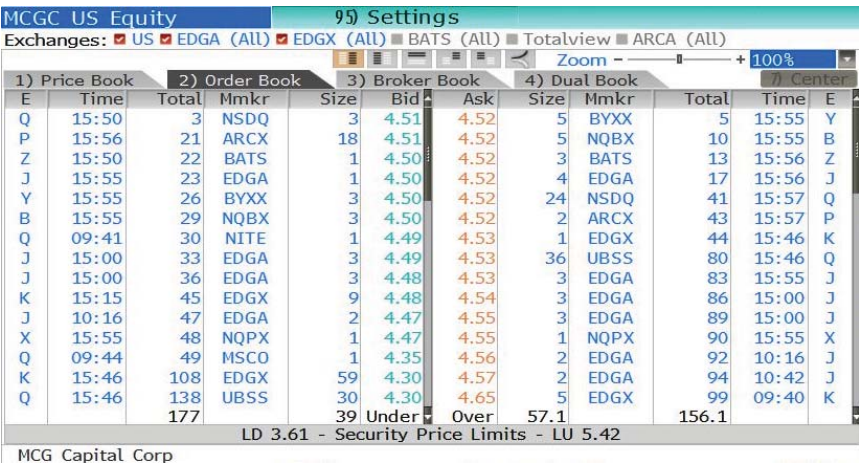 MCGC US Equity 95) Settings
Exchanges: US EDGA (All) EDGX (All) BATS (All) Totalview ARCA (All)
Zoom - + 100%
1) Price Book 2) Order Book 3) Broker Book 4) Dual Book 7) Center
E Time Total Mmkr Size Bid Ask Size Mmkr Total Time E
Q 15:50 3 NSDQ 3 4.51 4.52 5 BYXX 5 15:55 Y
P 15:56 21 ARCX 18 4.51 4.52 5 NQBX 10 15:55 B
Z 15:50 22 BATS 1 4.50 4.52 3 BATS 13 15:56 Z
J 15:55 23 EDGA 1 4.50 4.52 4 EDGA 17 15:56 J
Y 15:55 26 BYXX 3 4.50 4.52 24 NSDQ 41 15:57 Q
B 15:55 29 NQBX 3 4.50 4.52 2 ARCX 43 15:57 P
Q 09:41 30 NITE 1 4.49 4.53 1 EDGX 44 15:46 K
J 15:00 33 EDGA 3 4.49 4.53 36 UBSS 80 15:46 Q
J 15:00 36 EDGA 3 4.48 4.53 3 EDGA 83 15:55 J
K 15:15 45 EDGX 9 4.48 4.54 3 EDGA 86 15:00 J
J 10:16 47 EDGA 2 4.47 4.55 3 EDGA 89 15:00 J
X 15:55 48 NQPX 1 4.47 4.55 1 NQPX 90 15:55 X
Q 09:44 49 MSCO 1 4.35 4.56 2 EDGA 92 10:16 J
K 15:46 108 EDGX 59 4.30 4.57 2 EDGA 94 10:42 J
Q 15:46 138 UBSS 30 4.30 4.65 5 EDGX 99 09:40 K
177 39 Under Over 57.1 156.1
LD 3.61 - Security Price Limits - LU 5.42
MCG Capital Corp